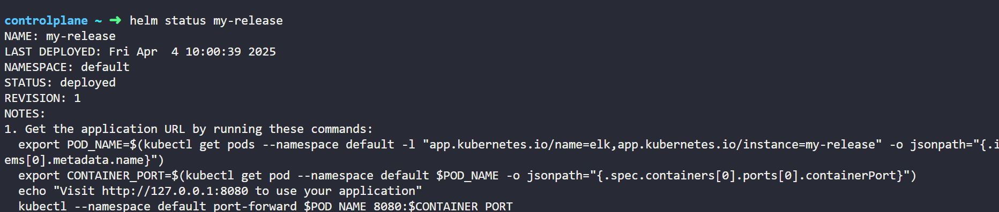 controlplane ~ ➜ helm status my-release
NAME: my-release
LAST DEPLOYED: Fri Apr  4 10:00:39 2025
NAMESPACE: default
STATUS: deployed
REVISION: 1
NOTES:
1. Get the application URL by running these commands:
  export POD_NAME=$(kubectl get pods --namespace default -l "app.kubernetes.io/name=elk,app.kubernetes.io/instance=my-release" -o jsonpath="{.i
ems[0].metadata.name}")
  export CONTAINER_PORT=$(kubectl get pod --namespace default $POD_NAME -o jsonpath="{.spec.containers[0].ports[0].containerPort}")
  echo "Visit http://127.0.0.1:8080 to use your application"
  kubectl --namespace default port-forward $POD_NAME 8080:$CONTAINER_PORT